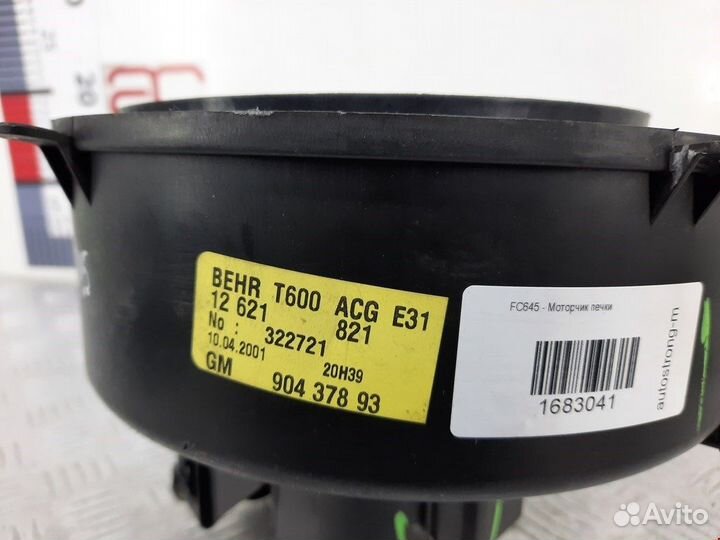 20
BEHR T600 ACG E31
12 621 821
No : 322721
10.04.2001 20H39
GM 904 378 93
FC645 - Моторчик печки
1683041
autostrong-m
Avito